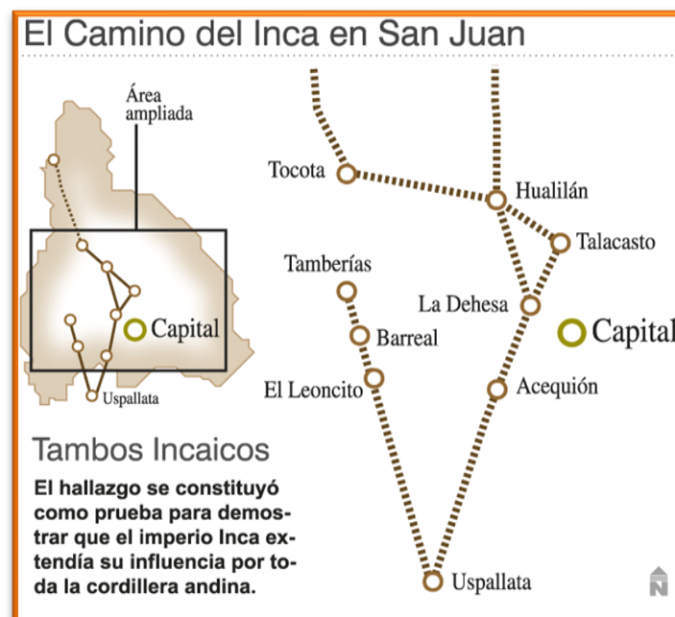 El Camino del Inca en San Juan
Área
ampliada
Capital
Uspallata
Tambos Incaicos
El hallazgo se constituyó
como prueba para demos-
trar que el imperio Inca ex-
tendía su influencia por to-
da la cordillera andina.
Tocota
Hualilán
Talacasto
Tamberías
La Dehesa
Capital
Barreal
El Leoncito
Acequión
Uspallata
N